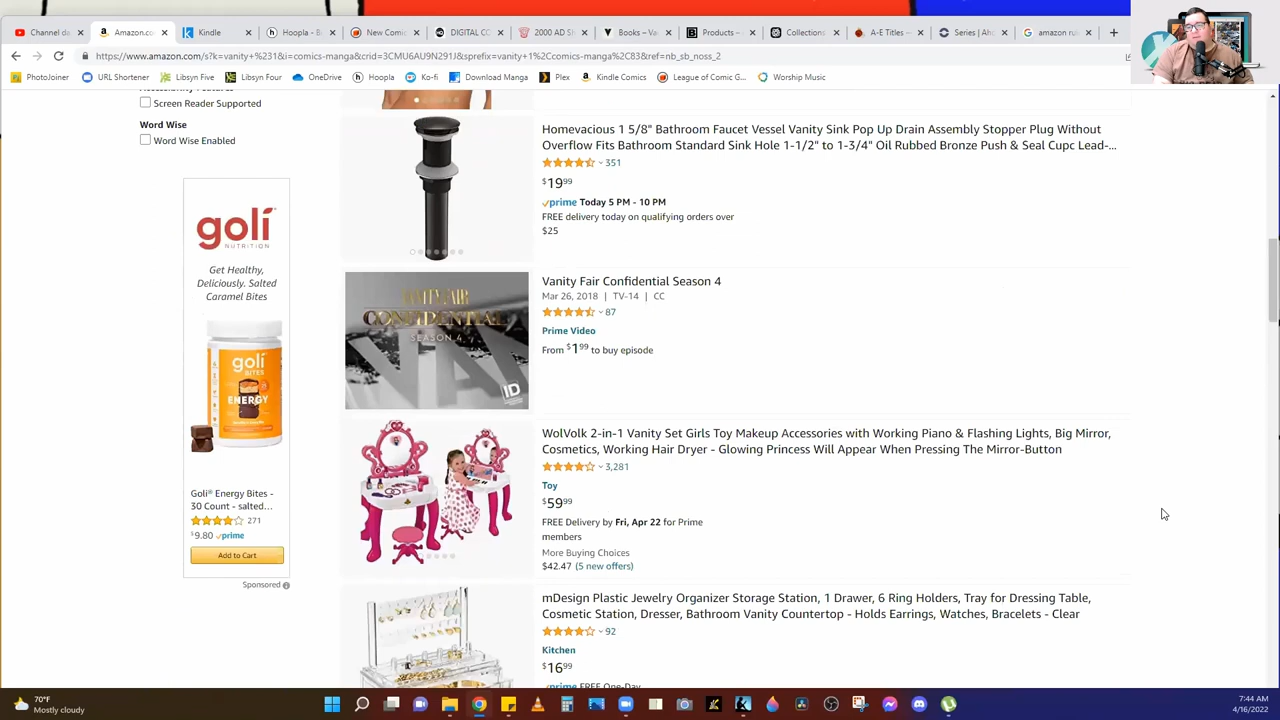 Channel da
Amazon.co
Kindle
Hoopla - B
New Comic
DIGITAL CC
2000 AD Sh
Books – Va
Products –
Collections
A-E Titles —
Series | Aho
amazon ru
https://www.amazon.com/s?k=vanity+%231&i=comics-manga&crid=3CMU6AU9N291J&sprefix=vanity+1%2Ccomics-manga%2C83&ref=nb_sb_noss_2
PhotoJoiner
URL Shortener
Libsyn Five
Libsyn Four
OneDrive
Hoopla
Ko-fi
Download Manga
Plex
Kindle Comics
League of Comic G...
Worship Music
Screen Reader Supported
Word Wise
Word Wise Enabled
goli
NUTRITION
Get Healthy,
Deliciously. Salted
Caramel Bites
goli
BITES
ENERGY
Goli® Energy Bites -
30 Count - salted...
271
$9.80 prime
Add to Cart
Sponsored
Homevacious 1 5/8" Bathroom Faucet Vessel Vanity Sink Pop Up Drain Assembly Stopper Plug Without
Overflow Fits Bathroom Standard Sink Hole 1-1/2" to 1-3/4" Oil Rubbed Bronze Push & Seal Cupc Lead-...
351
$19.99
prime Today 5 PM - 10 PM
FREE delivery today on qualifying orders over
$25
VANITY FAIR
CONFIDENTIAL
SEASON 4
ID
Vanity Fair Confidential Season 4
Mar 26, 2018 | TV-14 | CC
87
Prime Video
From $1.99 to buy episode
WolVolk 2-in-1 Vanity Set Girls Toy Makeup Accessories with Working Piano & Flashing Lights, Big Mirror,
Cosmetics, Working Hair Dryer - Glowing Princess Will Appear When Pressing The Mirror-Button
3,281
Toy
$59.99
FREE Delivery by Fri, Apr 22 for Prime
members
More Buying Choices
$42.47 (5 new offers)
mDesign Plastic Jewelry Organizer Storage Station, 1 Drawer, 6 Ring Holders, Tray for Dressing Table,
Cosmetic Station, Dresser, Bathroom Vanity Countertop - Holds Earrings, Watches, Bracelets - Clear
92
Kitchen
$16.99
prime FREE One-Day
70°F
Mostly cloudy
7:44 AM
4/16/2022